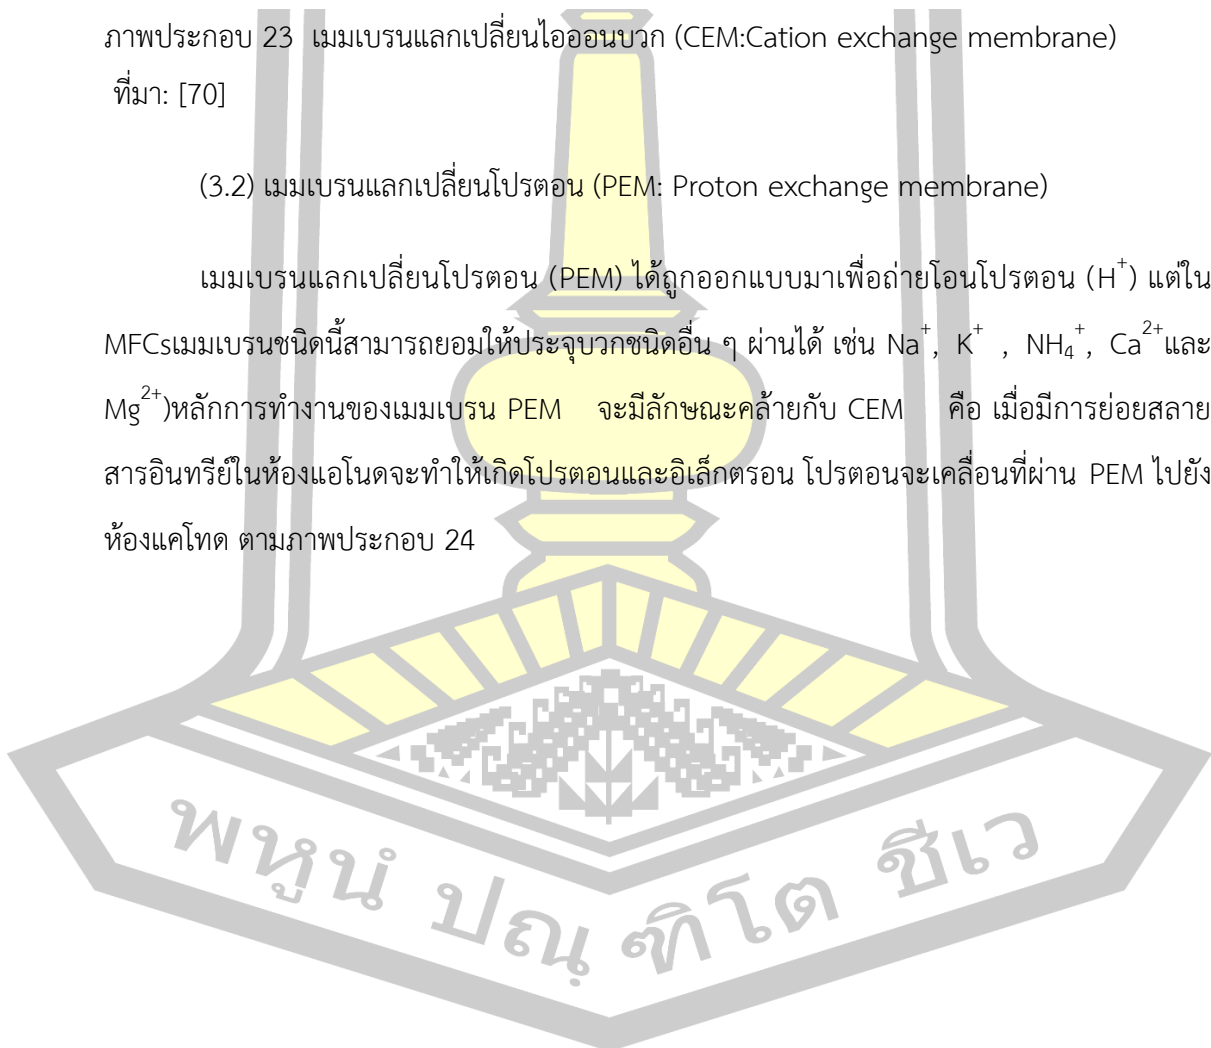 ภาพประกอบ 23 เมมเบรนแลกเปลี่ยนไอออนบวก (CEM:Cation exchange membrane)
ที่มา: [70]
(3.2) เมมเบรนแลกเปลี่ยนโปรตอน (PEM: Proton exchange membrane)
เมมเบรนแลกเปลี่ยนโปรตอน (PEM) ได้ถูกออกแบบมาเพื่อถ่ายโอนโปรตอน (H⁺) แต่ใน
MFCsเมมเบรนชนิดนี้สามารถยอมให้ประจุบวกชนิดอื่น ๆ ผ่านได้ เช่น Na⁺, K⁺ , NH₄⁺, Ca²⁺และ
Mg²⁺)หลักการทำงานของเมมเบรน PEM จะมีลักษณะคล้ายกับ CEM คือ เมื่อมีการย่อยสลาย
สารอินทรีย์ในห้องแอโนดจะทำให้เกิดโปรตอนและอิเล็กตรอน โปรตอนจะเคลื่อนที่ผ่าน PEM ไปยัง
ห้องแคโทด ตามภาพประกอบ 24
พหูนํ ปณฺฑิโต ชีเว